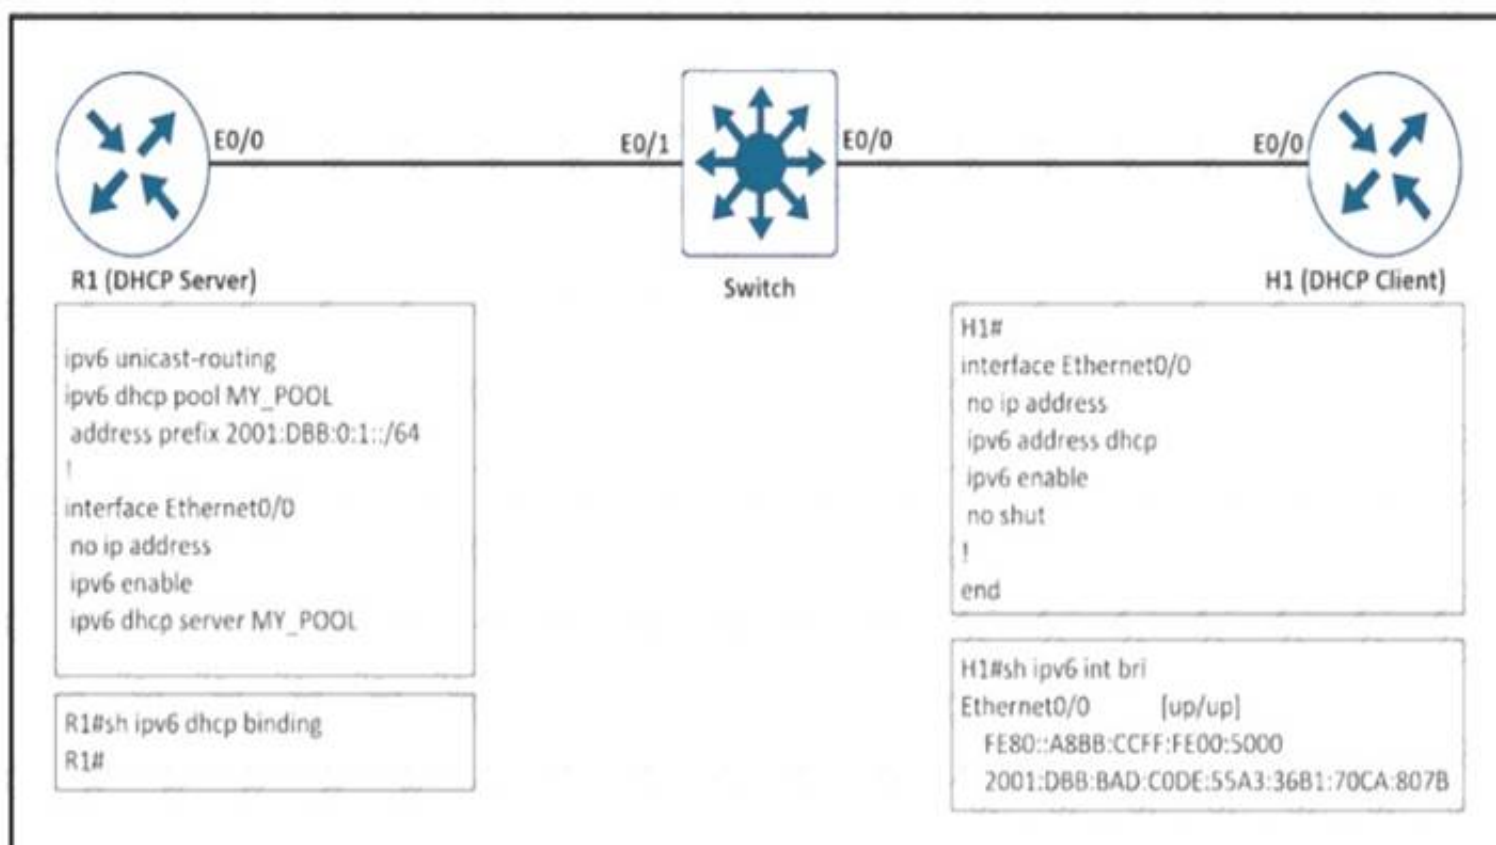 E0/0
E0/1
E0/0
E0/0
R1 (DHCP Server)
Switch
H1 (DHCP Client)
ipv6 unicast-routing
ipv6 dhcp pool MY_POOL
address prefix 2001:DBB:0:1::/64
!
interface Ethernet0/0
no ip address
ipv6 enable
ipv6 dhcp server MY_POOL
R1#sh ipv6 dhcp binding
R1#
H1#
interface Ethernet0/0
no ip address
ipv6 address dhcp
ipv6 enable
no shut
!
end
H1#sh ipv6 int bri
Ethernet0/0 [up/up]
FE80::A8BB:CCFF:FE00:5000
2001:DBB:BAD:C0DE:55A3:36B1:70CA:807B